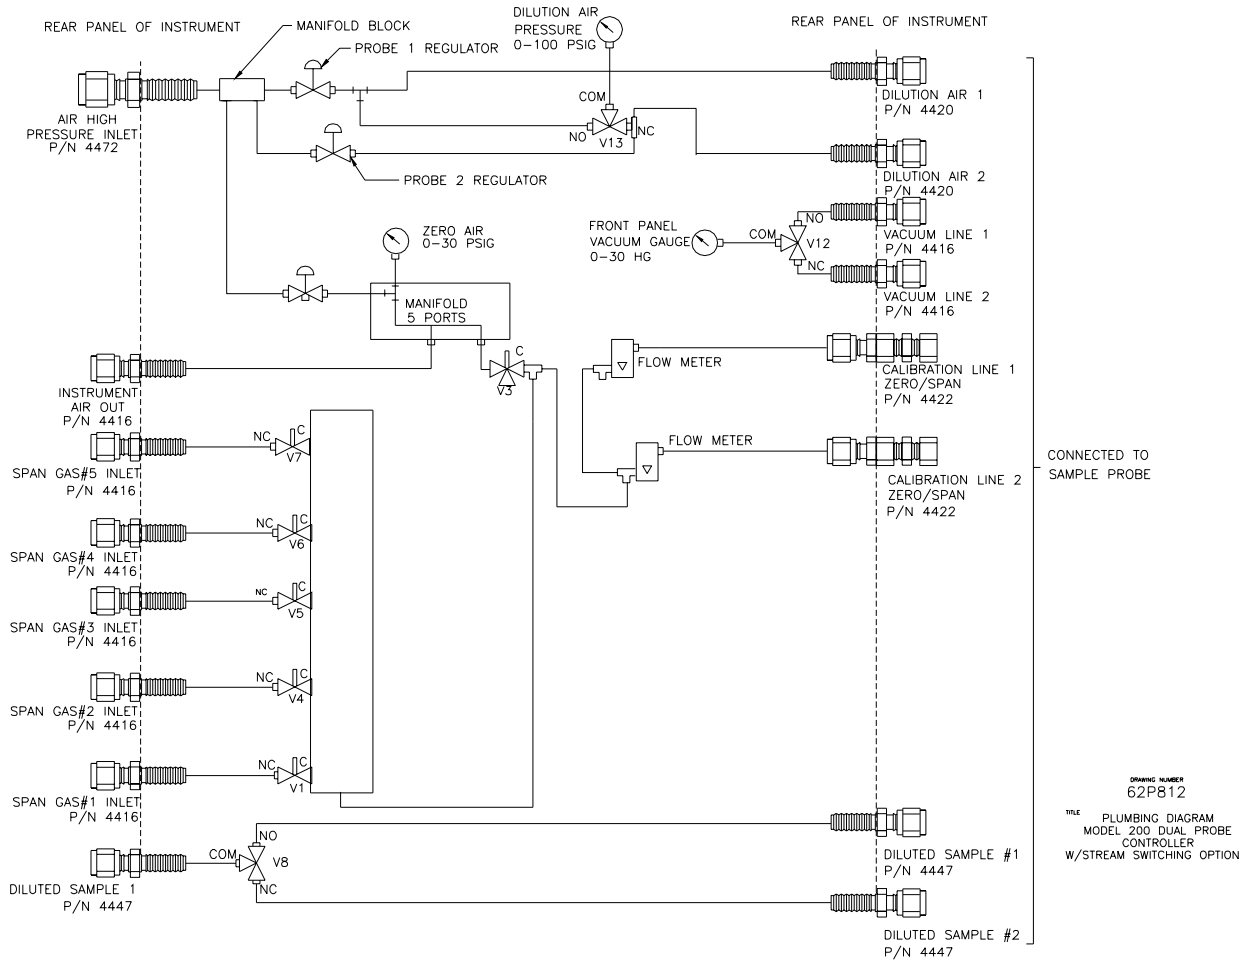 REAR PANEL OF INSTRUMENT
MANIFOLD BLOCK
PROBE 1 REGULATOR
DILUTION AIR
PRESSURE
0-100 PSIG
REAR PANEL OF INSTRUMENT
AIR HIGH
PRESSURE INLET
P/N 4472
COM
NO
V13
NC
DILUTION AIR 1
P/N 4420
PROBE 2 REGULATOR
DILUTION AIR 2
P/N 4420
ZERO AIR
0-30 PSIG
FRONT PANEL
VACUUM GAUGE
0-30 HG
COM
NO
V12
NC
VACUUM LINE 1
P/N 4416
VACUUM LINE 2
P/N 4416
MANIFOLD
5 PORTS
C
V3
FLOW METER
CALIBRATION LINE 1
ZERO/SPAN
P/N 4422
INSTRUMENT
AIR OUT
P/N 4416
FLOW METER
CALIBRATION LINE 2
ZERO/SPAN
P/N 4422
CONNECTED TO
SAMPLE PROBE
NC
C
V7
SPAN GAS#5 INLET
P/N 4416
NC
C
V6
SPAN GAS#4 INLET
P/N 4416
NC
C
V5
SPAN GAS#3 INLET
P/N 4416
NC
C
V4
SPAN GAS#2 INLET
P/N 4416
NC
C
V1
SPAN GAS#1 INLET
P/N 4416
NO
COM
V8
NC
DILUTED SAMPLE 1
P/N 4447
DILUTED SAMPLE #1
P/N 4447
DILUTED SAMPLE #2
P/N 4447
DRAWING NUMBER
62P812
TITLE
PLUMBING DIAGRAM
MODEL 200 DUAL PROBE
CONTROLLER
W/STREAM SWITCHING OPTION